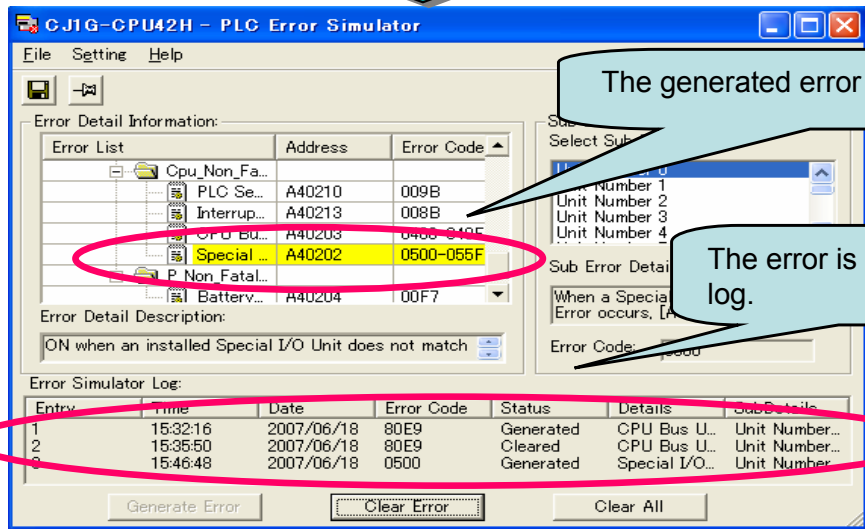 CJ1G-CPU42H - PLC Error Simulator
File Setting Help
The generated error
Error Detail Information:
Error List Address Error Code
Select
Cpu_Non_Fa...
PLC Se... A40210 009B
Interrup... A40213 008B
CPU Bu... A40203
Special ... A40202 0500-055F
P_Non_Fatal...
Battery... A40204 00F7
Unit Number 1
Unit Number 2
Unit Number 3
Unit Number 4
Sub Error Detai
The error is
log.
When a Special
Error occurs, [A
Error Detail Description:
ON when an installed Special I/O Unit does not match
Error Code:
Error Simulator Log:
Entry Time Date Error Code Status Details SubDetails
1 15:32:16 2007/06/18 80E9 Generated CPU Bus U... Unit Number...
2 15:35:50 2007/06/18 80E9 Cleared CPU Bus U... Unit Number...
3 15:46:48 2007/06/18 0500 Generated Special I/O... Unit Number...
Generate Error Clear Error Clear All